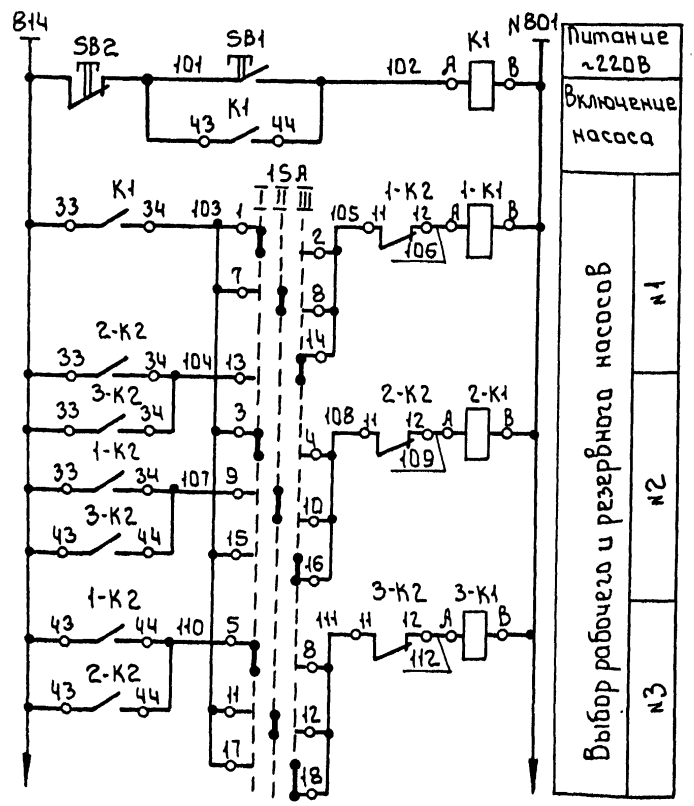 814
N801
SB2
101
SB1
102
A
K1
B
Питание
~220В
K1
43
44
Включение
насоса
1SA
I
II
III
33
K1
34
103
1
2
105
11
1-K2
12
A
1-K1
B
106
7
8
14
2-K2
33
34
104
13
3-K2
33
34
3
4
108
11
2-K2
12
A
2-K1
B
109
1-K2
33
34
107
9
10
3-K2
43
44
15
16
1-K2
43
44
110
5
8
111
11
3-K2
12
A
3-K1
B
112
2-K2
43
44
11
12
17
18
Выбор рабочего и резервного насосов
N1
N2
N3